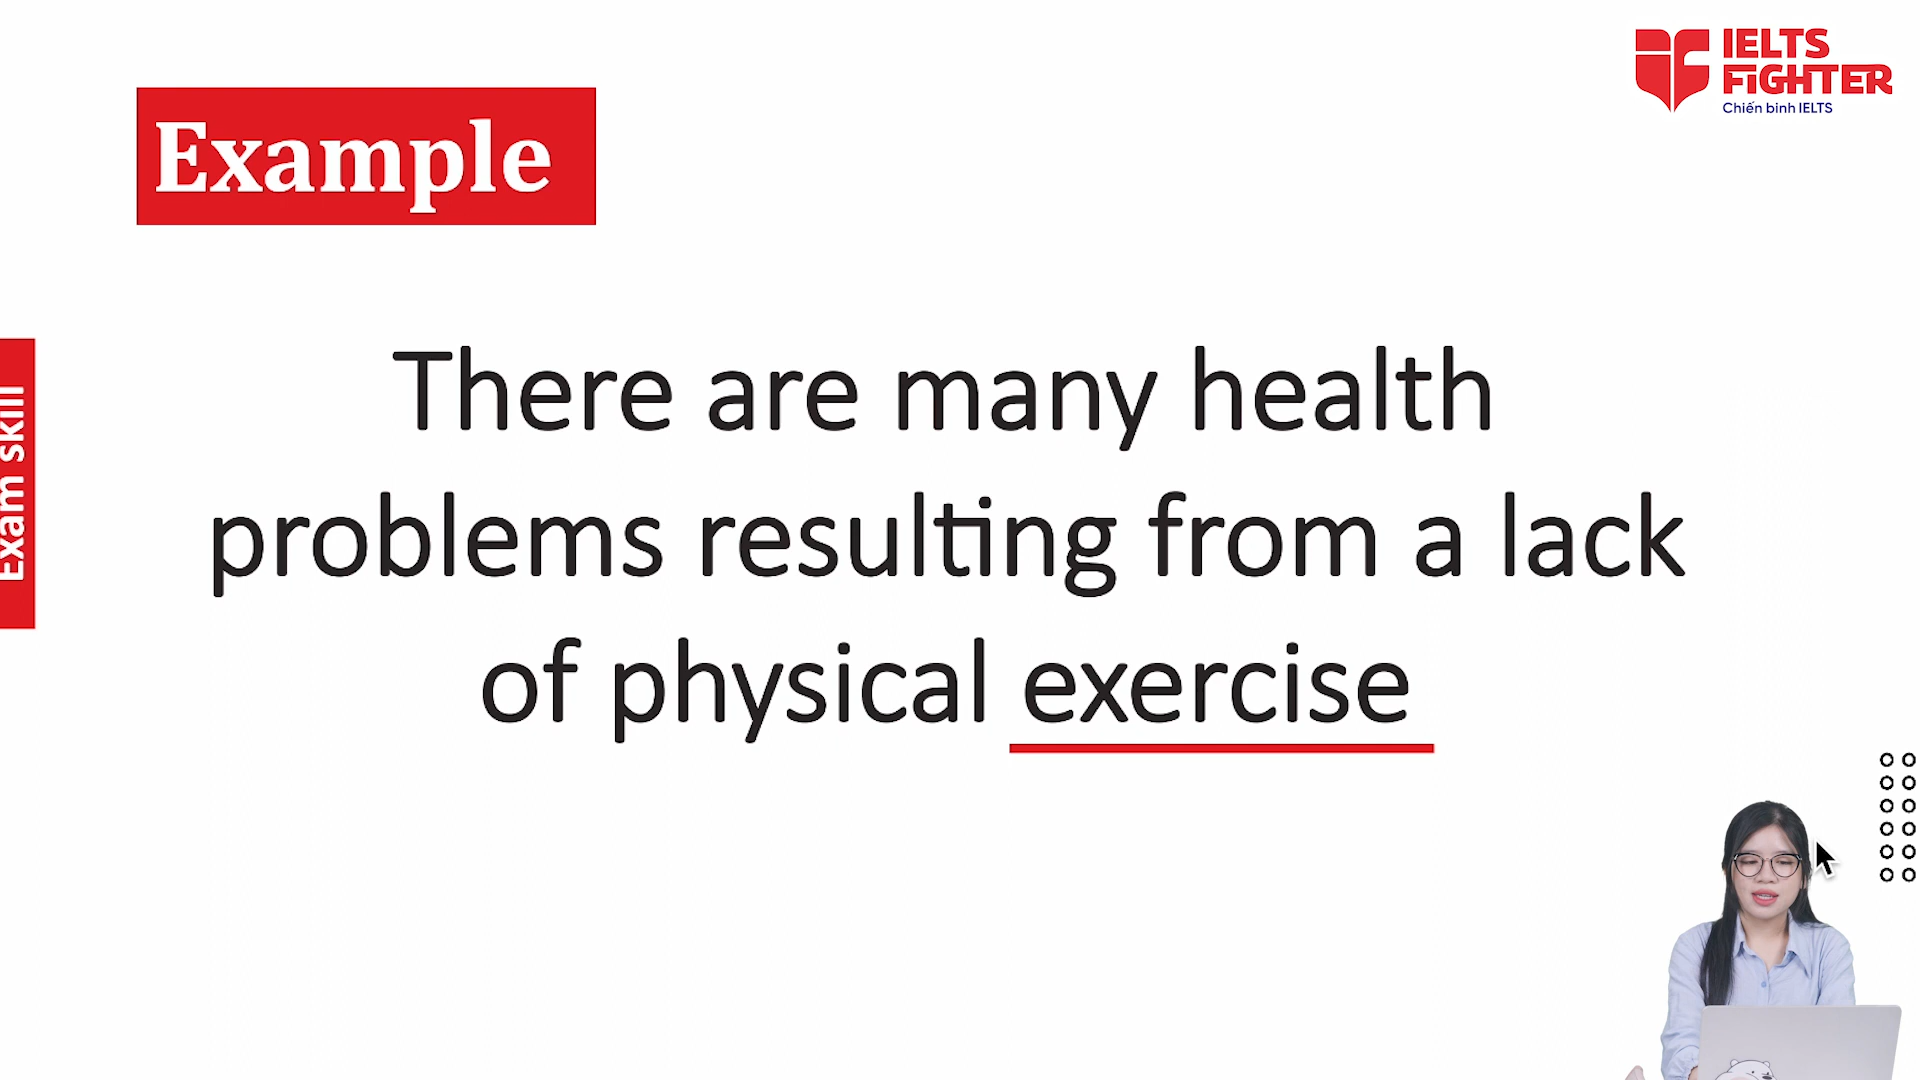 IELTS
FIGHTER
Chiến binh IELTS
Example
There are many health
problems resulting from a lack
of physical exercise
Exam skill